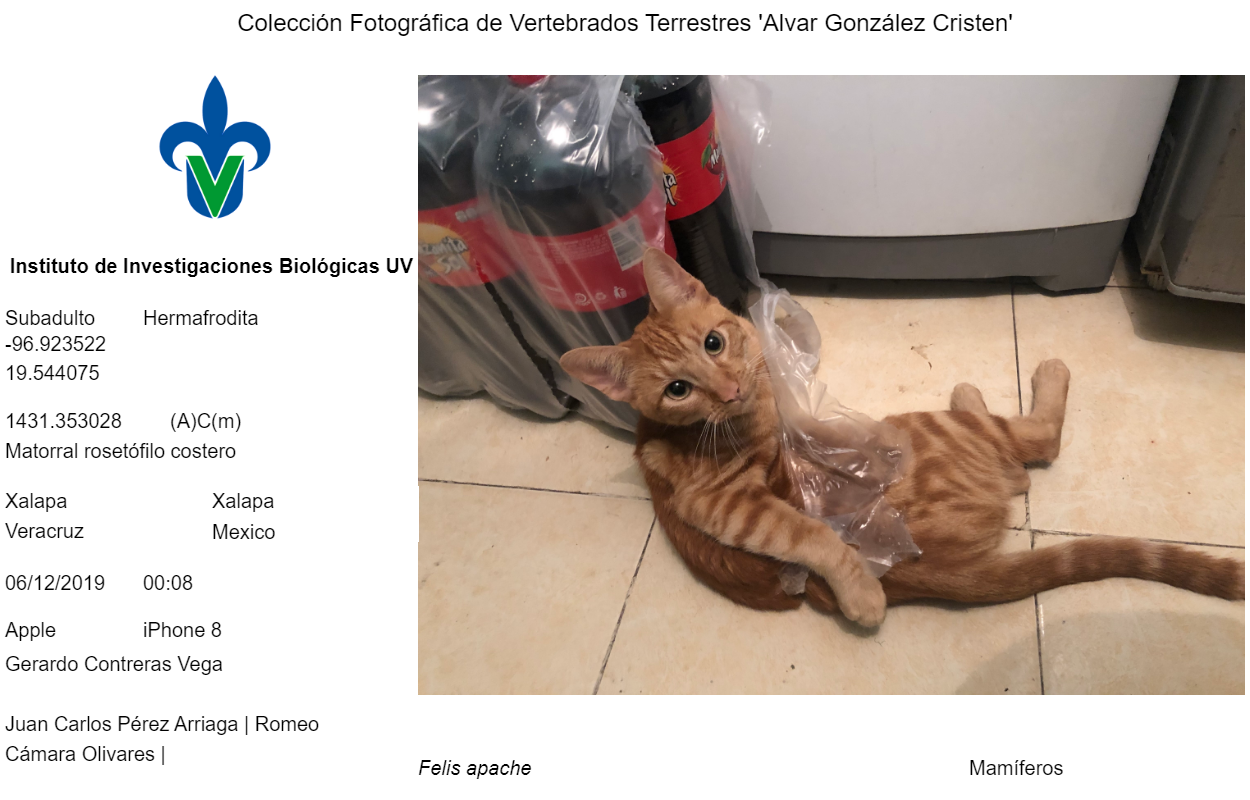 Colección Fotográfica de Vertebrados Terrestres 'Alvar González Cristen'
Instituto de Investigaciones Biológicas UV
Subadulto Hermafrodita
-96.923522
19.544075
1431.353028 (A)C(m)
Matorral rosetófilo costero
Xalapa Xalapa
Veracruz Mexico
06/12/2019 00:08
Apple iPhone 8
Gerardo Contreras Vega
Juan Carlos Pérez Arriaga | Romeo
Cámara Olivares |
Felis apache Mamíferos